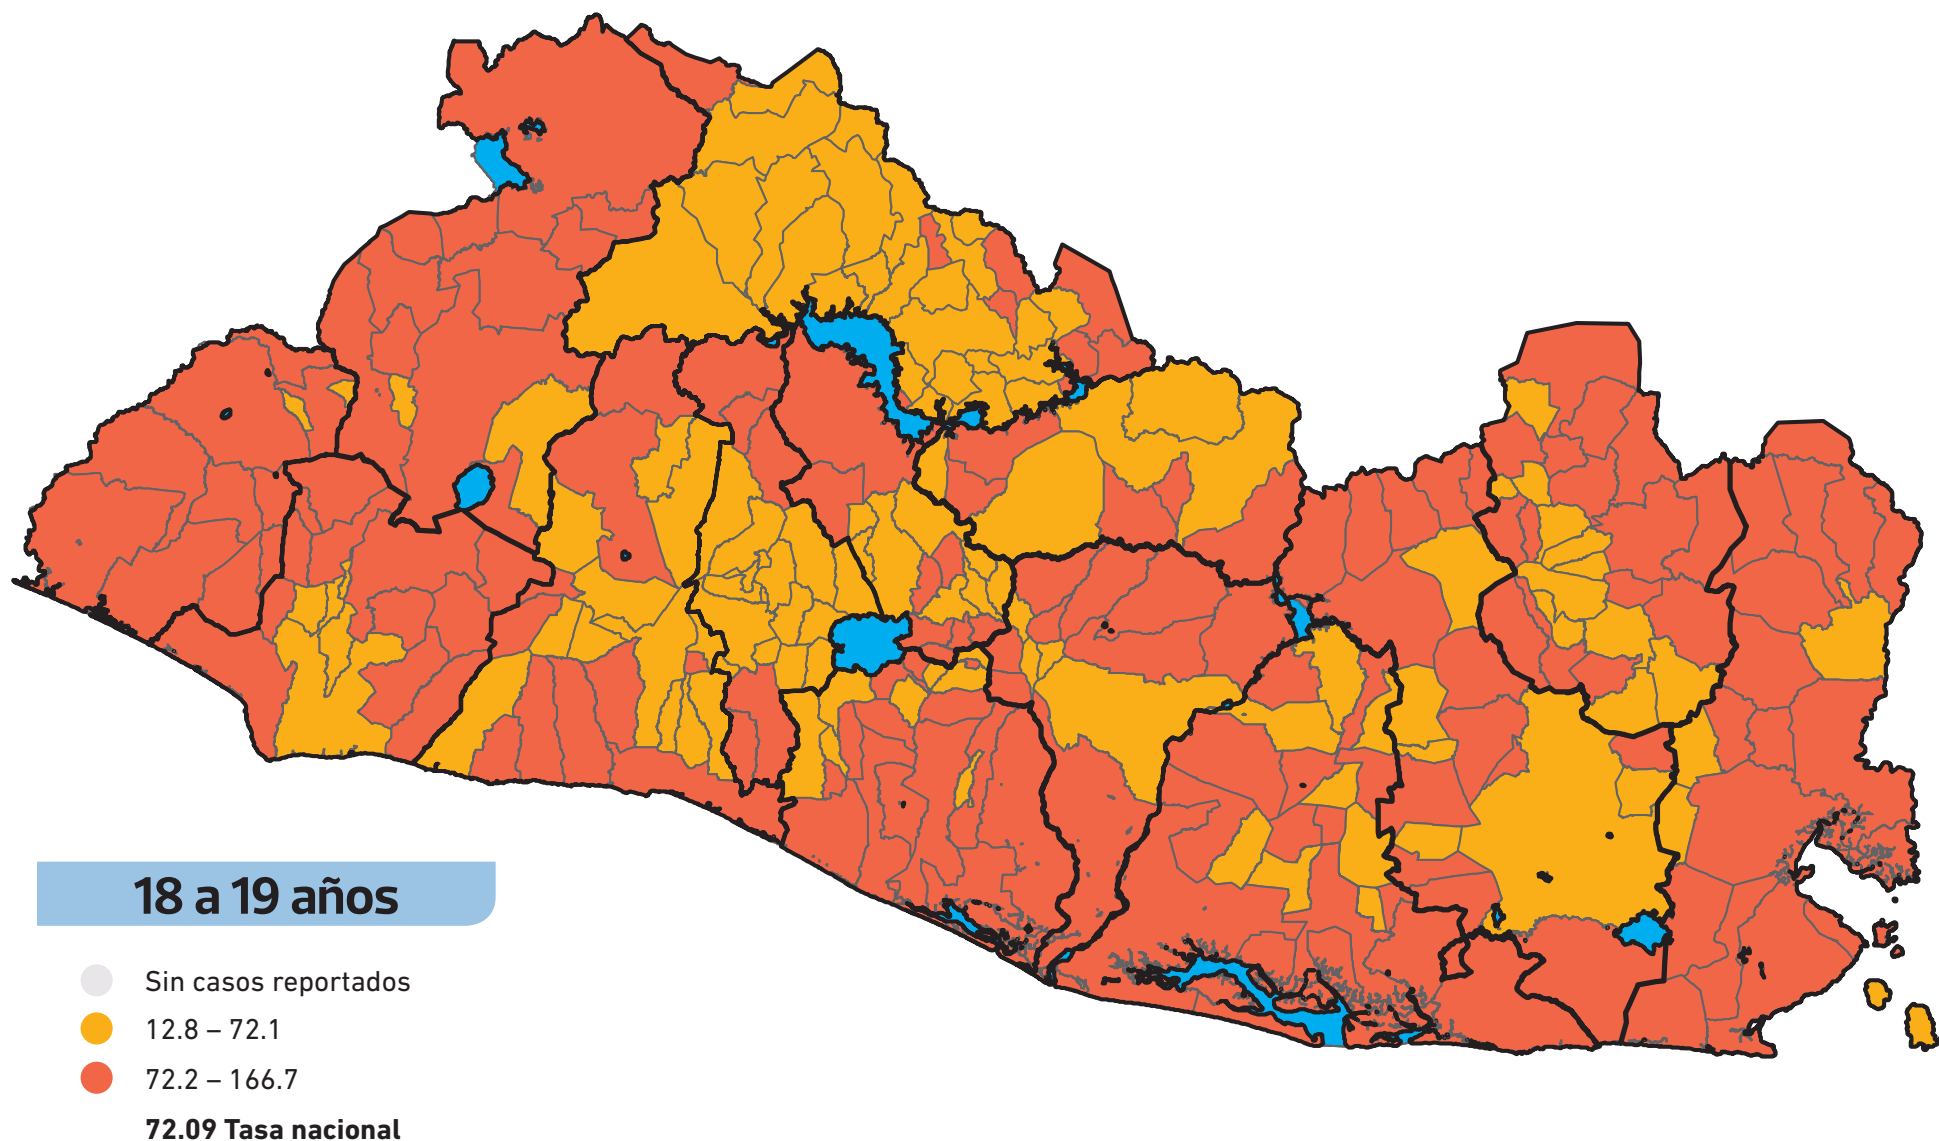 18 a 19 años
Sin casos reportados
12.8 – 72.1
72.2 – 166.7
72.09 Tasa nacional